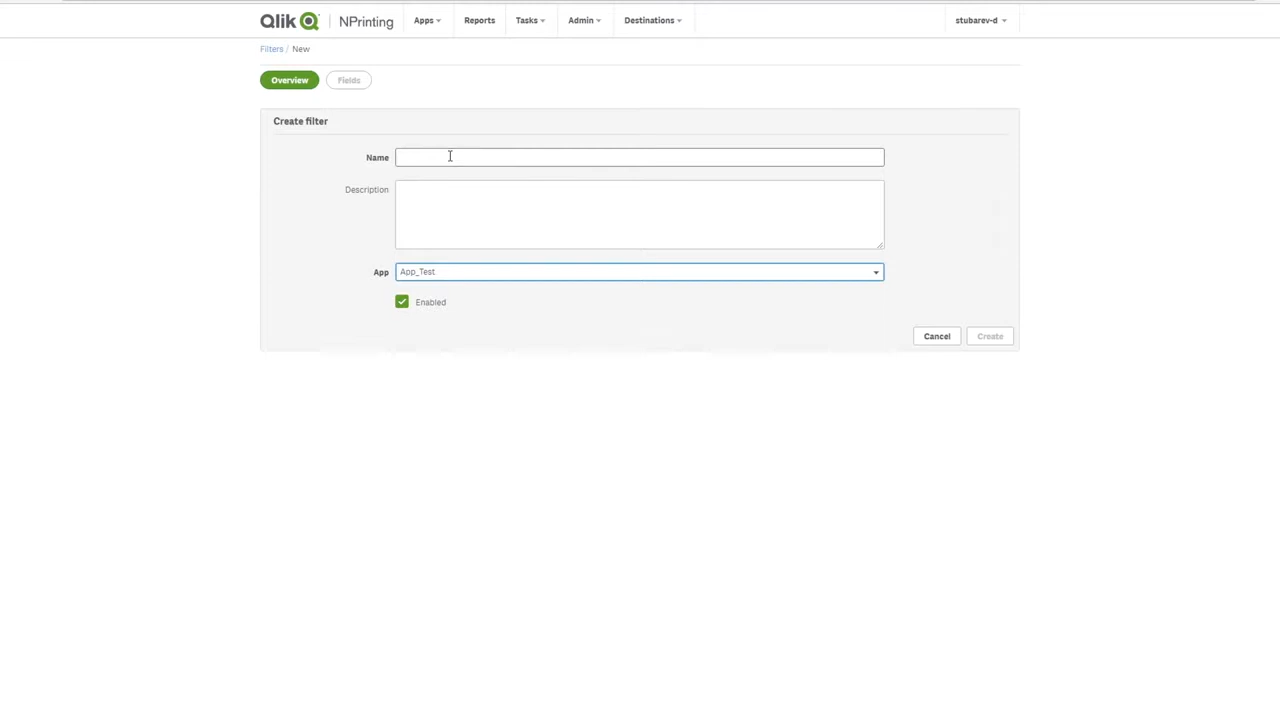 Qlik NPrinting Apps Reports Tasks Admin Destinations stubarev-d
Filters / New
Overview Fields
Create filter
Name
Description
App App_Test
Enabled
Cancel Create